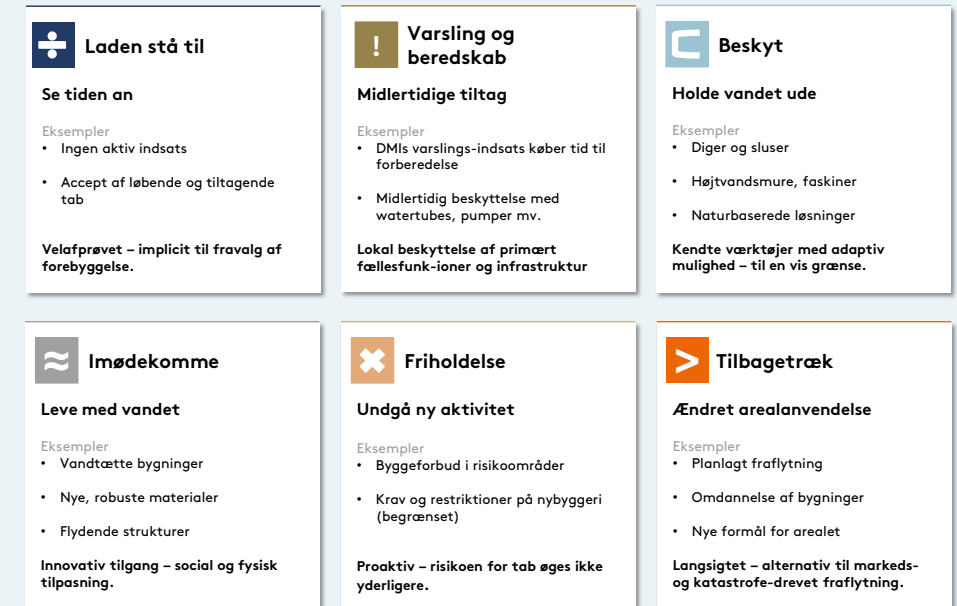 Laden stå til
Se tiden an
Eksempler
• Ingen aktiv indsats
• Accept af løbende og tiltagende
tab
Velafprøvet – implicit til fravalg af
forebyggelse.
!
Varsling og
beredskab
Midlertidige tiltag
Eksempler
• DMIs varslings-indsats køber tid til
forberedelse
• Midlertidig beskyttelse med
watertubes, pumper mv.
Lokal beskyttelse af primært
fællesfunk-ioner og infrastruktur
Beskyt
Holde vandet ude
Eksempler
• Diger og sluser
• Højtvandsmure, faskiner
• Naturbaserede løsninger
Kendte værktøjer med adaptiv
mulighed – til en vis grænse.
Imødekomme
Leve med vandet
Eksempler
• Vandtætte bygninger
• Nye, robuste materialer
• Flydende strukturer
Innovativ tilgang – social og fysisk
tilpasning.
Friholdelse
Undgå ny aktivitet
Eksempler
• Byggeforbud i risikoområder
• Krav og restriktioner på nybyggeri
(begrænset)
Proaktiv – risikoen for tab øges ikke
yderligere.
Tilbagetræk
Ændret arealanvendelse
Eksempler
• Planlagt fraflytning
• Omdannelse af bygninger
• Nye formål for arealet
Langsigtet – alternativ til markeds-
og katastrofe-drevet fraflytning.